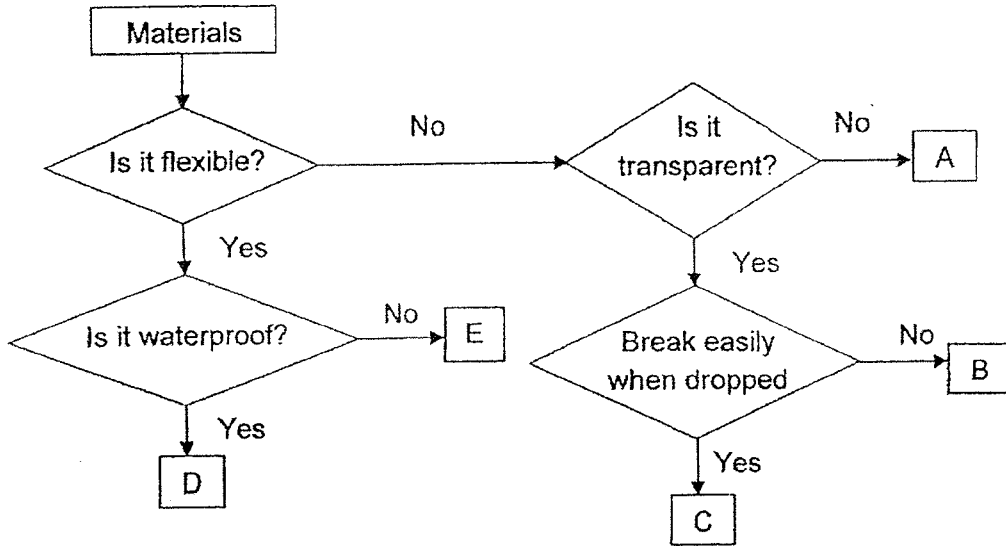 Materials
Is it flexible?
No
Is it
transparent?
No
A
Yes
Yes
Is it waterproof?
No
E
Break easily
when dropped
No
B
Yes
D
Yes
C